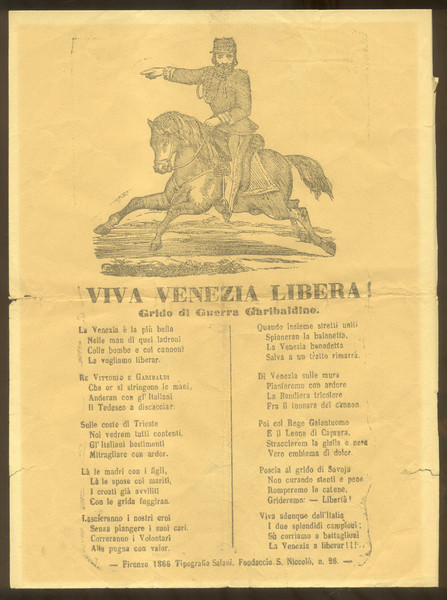 VIVA VENEZIA LIBERA!
Grido di Guerra Garibaldino.
La Venezia è la più bella
Nelle man di quei ladroni
Colle bombe e coi cannoni
La vogliamo liberar.
RE VITTORIO e GARIBALDI
Che or si stringono le mani,
Anderan con gl' Italiani
Il Tedesco a discacciar.
Sulle coste di Trieste
Noi vedrem tutti contenti,
Gl' Italiani bastimenti
Mitragliare con ardor.
Là le madri con i figli,
Là le spose coi mariti,
I croati già avviliti
Con le grida fuggiran.
Lascieranno i nostri eroi
Senza piangere i suoi cari.
Correranno i Volontari
Alla pugna con valor.
Quando insieme stretti uniti
Spianeran la baionetta,
La Venezia benedetta
Salva a un tratto rimarrà.
Di Venezia sulle mura
Pianteremo con ardore
La Bandiera tricolore
Fra il tuonare del cannon.
Poi col Rege Galantuomo
E il Leone di Caprera,
Stracceremo la gialla e nera
Vero emblema di dolor.
Poscia al grido di Savoja
Non curando stenti e pene
Romperemo le catene,
Grideremo: — Libertà!
Viva adunque dell'Italia
I due splendidi campioni;
Sù corriamo a battaglioni
La Venezia a liberar!!!
— Firenze 1866 Tipografia Salani, Fondaccio S. Niccolò, n. 26. —